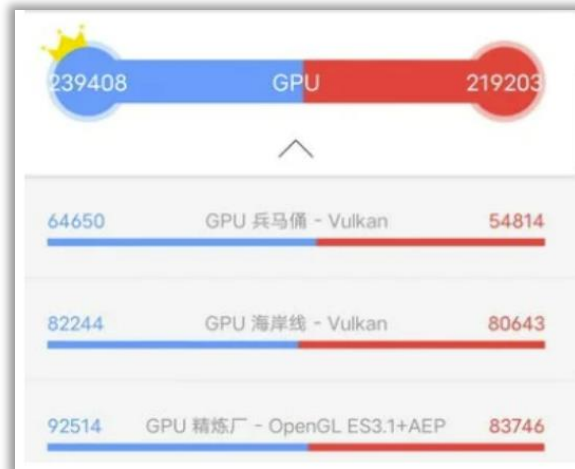 239408 GPU 219203
64650 GPU 兵马俑 - Vulkan 54814
82244 GPU 海岸线 - Vulkan 80643
92514 GPU 精炼厂 - OpenGL ES3.1+AEP 83746